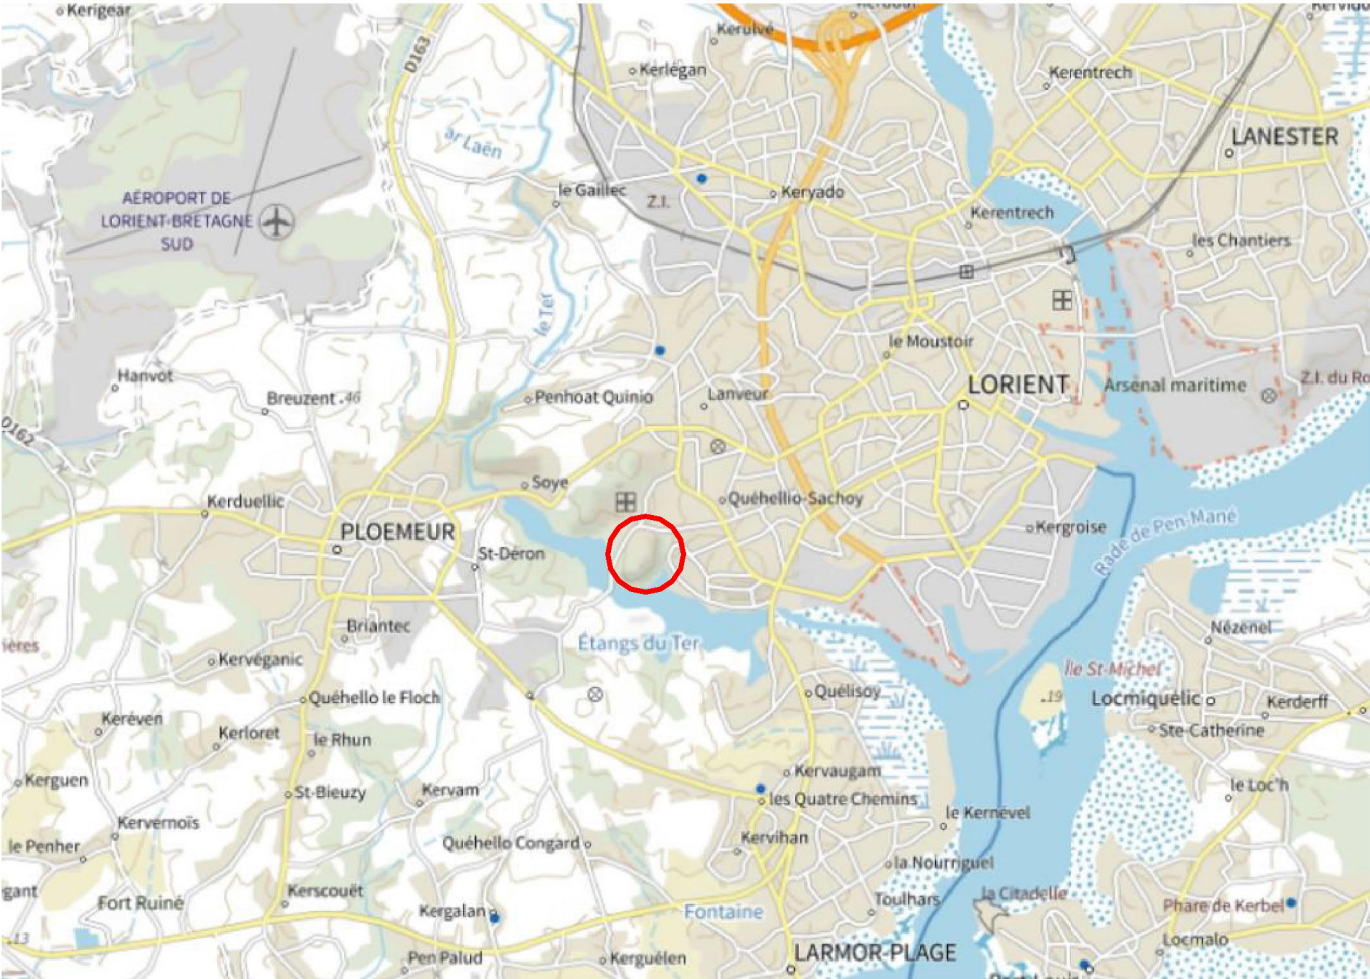 Kerigear
Kerulvé
Kerlégan
D163
Kerentrech
LANESTER
ar Laën
le Gaillec
Z.I.
Keryado
AÉROPORT DE
LORIENT-BRETAGNE
SUD
Kerentrech
les Chantiers
le Ter
le Moustoir
Hanvot
Breuzent .46
Penhoat Quinio
Lanveur
LORIENT
Arsenal maritime
Z.I. du Ro
D162
Soye
Kerduellic
Quéhellio-Sachoy
PLOEMEUR
St-Déron
Kergroise
Rade de Pen-Mané
Briantec
Étangs du Ter
Nézenel
ières
Kervéganic
Île St-Michel
Quéhello le Floch
Quélisoy
.19
Locmiquélic
Kerderff
Keréven
Kerloret
le Rhun
Ste-Catherine
Kerguen
St-Bieuzy
Kervam
Kervaugam
les Quatre Chemins
le Loc'h
Kervernoïs
le Kernével
le Penher
Quéhello Congard
Kervihan
la Nourriguel
gant
Fort Ruiné
Kerscouët
Kergalan
Fontaine
Toulhars
la Citadelle
Phare de Kerbel
.13
Pen Palud
Kerguélen
LARMOR-PLAGE
Locmalo